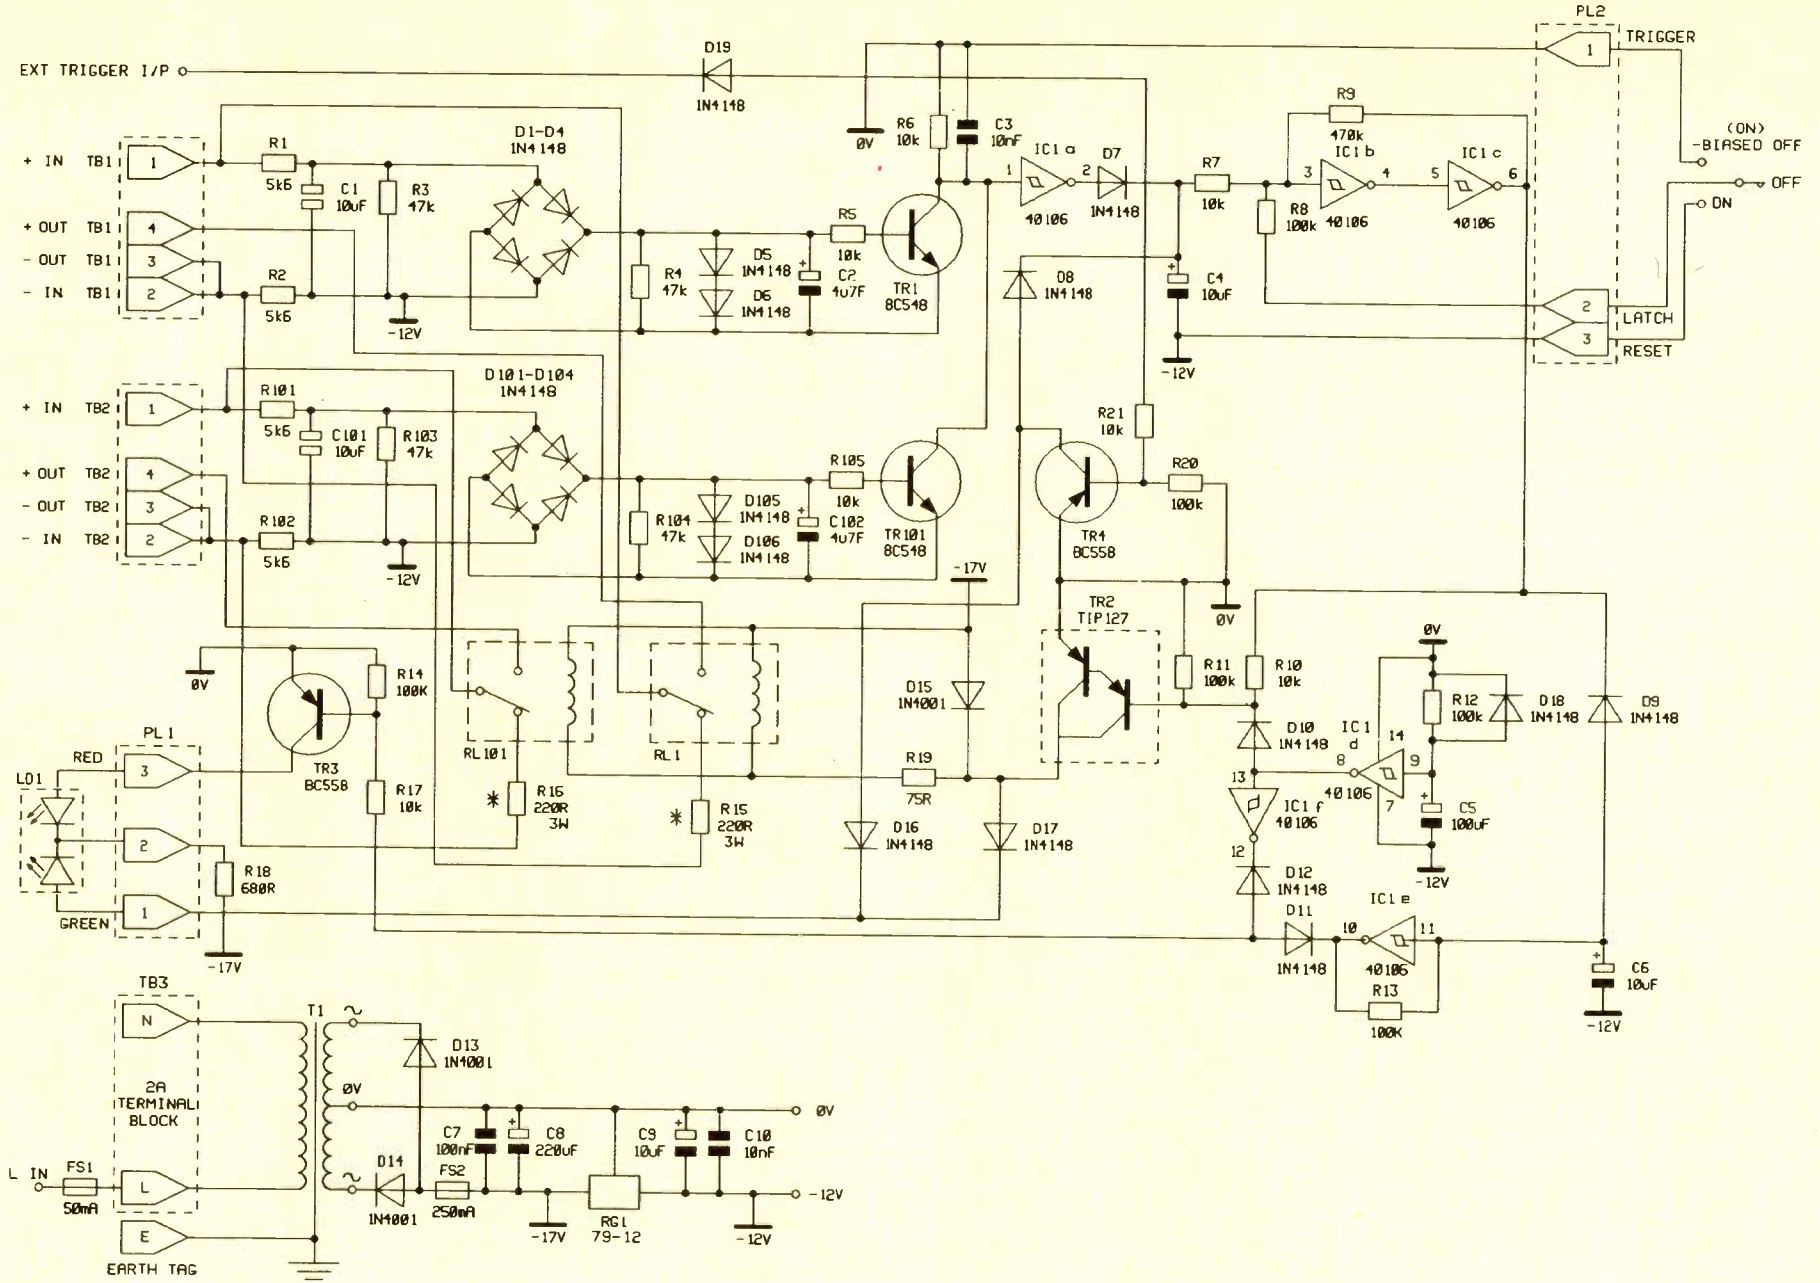 PL2
TRIGGER
1
EXT TRIGGER I/P
D19
1N4148
0V
R6
10k
C3
10nF
R9
470k
(ON)
-BIASED OFF
OFF
ON
D1-D4
1N4148
+ IN TB1
1
R1
5k6
C1
10uF
R3
47k
IC1a
1
2
40106
D7
1N4148
R7
10k
IC1b
3
4
40106
IC1c
5
6
40106
R8
100k
+ OUT TB1
4
- OUT TB1
3
- IN TB1
2
R2
5k6
-12V
R4
47k
D5
1N4148
D6
1N4148
+
C2
4u7F
R5
10k
TR1
BC548
D8
1N4148
+
C4
10uF
-12V
2
LATCH
3
RESET
D101-D104
1N4148
+ IN TB2
1
R101
5k6
C101
10uF
R103
47k
+ OUT TB2
4
- OUT TB2
3
- IN TB2
2
R102
5k6
-12V
R104
47k
D105
1N4148
D106
1N4148
+
C102
4u7F
R105
10k
TR101
BC548
R21
10k
R20
100k
TR4
BC558
-17V
0V
TR2
TIP127
0V
R14
100K
TR3
BC558
R17
10k
RL101
RL1
D15
1N4001
R19
75R
R11
100k
R10
10k
D10
1N4148
0V
R12
100k
D18
1N4148
D9
1N4148
IC1
d
14
8
9
40106
7
+
C5
100uF
-12V
13
IC1f
40106
12
D12
1N4148
PL1
RED
3
LD1
2
GREEN
1
R18
680R
-17V
*
R16
220R
3W
*
R15
220R
3W
D16
1N4148
D17
1N4148
D11
1N4148
IC1e
10
11
40106
R13
100K
+
C6
10uF
-12V
TB3
N
2A
TERMINAL
BLOCK
L IN
FS1
50mA
L
E
EARTH TAG
T1
~
0V
~
D13
1N4001
D14
1N4001
FS2
250mA
C7
100nF
+
C8
220uF
-17V
RG1
79-12
C9
10uF
+
C10
10nF
0V
-12V
-12V